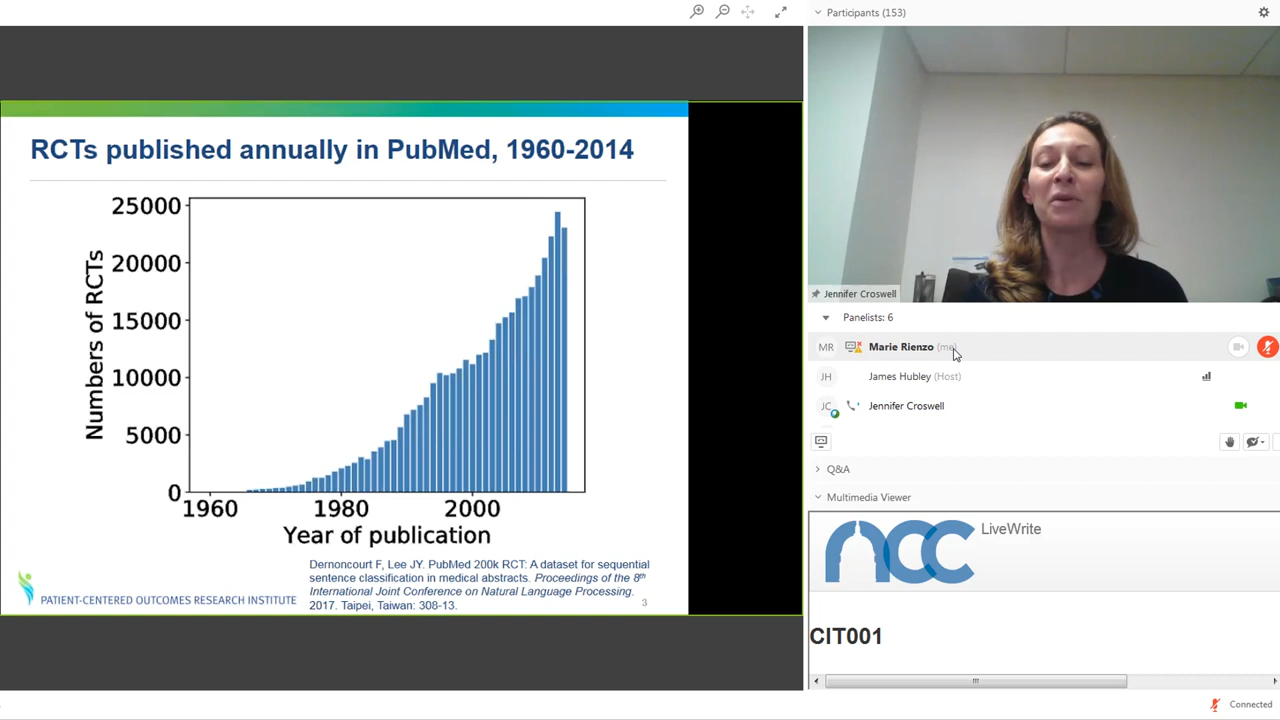 RCTs published annually in PubMed, 1960-2014
25000
20000
15000
10000
5000
0
Numbers of RCTs
1960 1980 2000
Year of publication
Dernoncourt F, Lee JY. PubMed 200k RCT: A dataset for sequential
sentence classification in medical abstracts. Proceedings of the 8th
International Joint Conference on Natural Language Processing.
2017. Taipei, Taiwan: 308-13.
PATIENT-CENTERED OUTCOMES RESEARCH INSTITUTE
3
Participants (153)
Jennifer Croswell
Panelists: 6
MR Marie Rienzo (me)
JH James Hubley (Host)
JC Jennifer Croswell
Q&A
Multimedia Viewer
ACC LiveWrite
CIT001
Connected